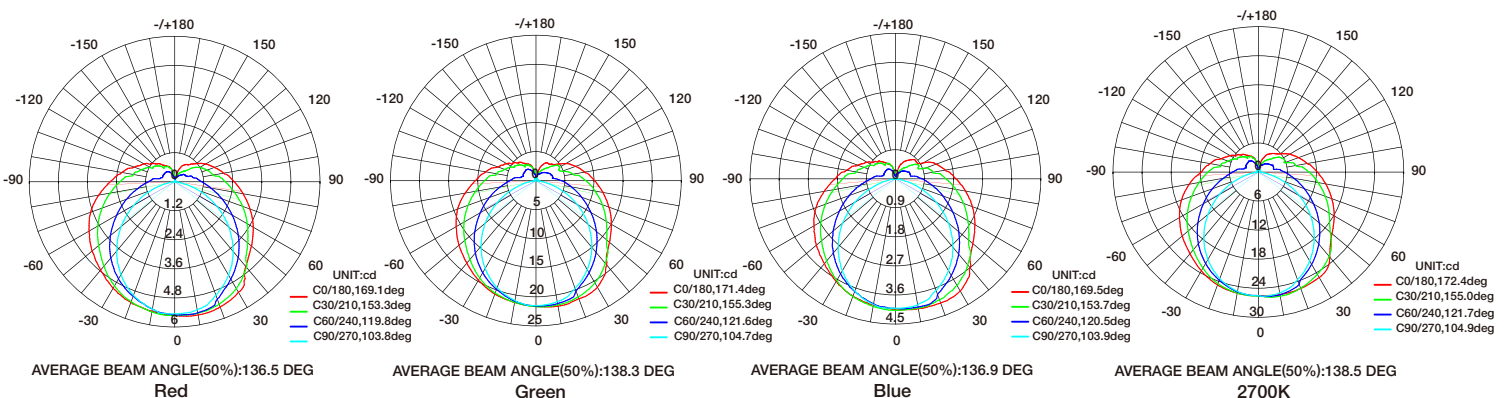 -/+180
-150
150
-120
120
-90
90
1.2
2.4
3.6
4.8
6
-60
60
-30
30
0
UNIT:cd
C0/180,169.1deg
C30/210,153.3deg
C60/240,119.8deg
C90/270,103.8deg
AVERAGE BEAM ANGLE(50%):136.5 DEG
Red
-/+180
-150
150
-120
120
-90
90
5
10
15
20
25
-60
60
-30
30
0
UNIT:cd
C0/180,171.4deg
C30/210,155.3deg
C60/240,121.6deg
C90/270,104.7deg
AVERAGE BEAM ANGLE(50%):138.3 DEG
Green
-/+180
-150
150
-120
120
-90
90
0.9
1.8
2.7
3.6
4.5
-60
60
-30
30
0
UNIT:cd
C0/180,169.5deg
C30/210,153.7deg
C60/240,120.5deg
C90/270,103.9deg
AVERAGE BEAM ANGLE(50%):136.9 DEG
Blue
-/+180
-150
150
-120
120
-90
90
6
12
18
24
30
-60
60
-30
30
0
UNIT:cd
C0/180,172.4deg
C30/210,155.0deg
C60/240,121.7deg
C90/270,104.9deg
AVERAGE BEAM ANGLE(50%):138.5 DEG
2700K